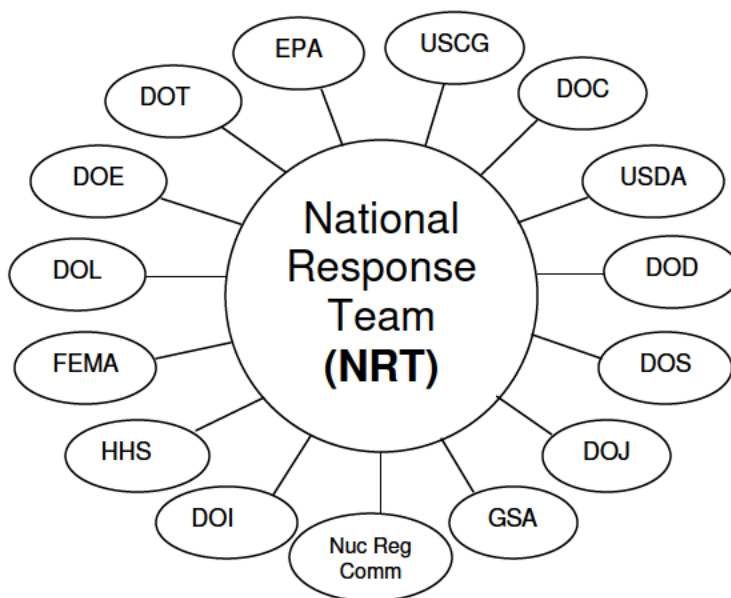 EPA
USCG
DOT
DOC
DOE
USDA
National
Response
Team
(NRT)
DOL
DOD
FEMA
DOS
HHS
DOJ
DOI
GSA
Nuc Reg
Comm